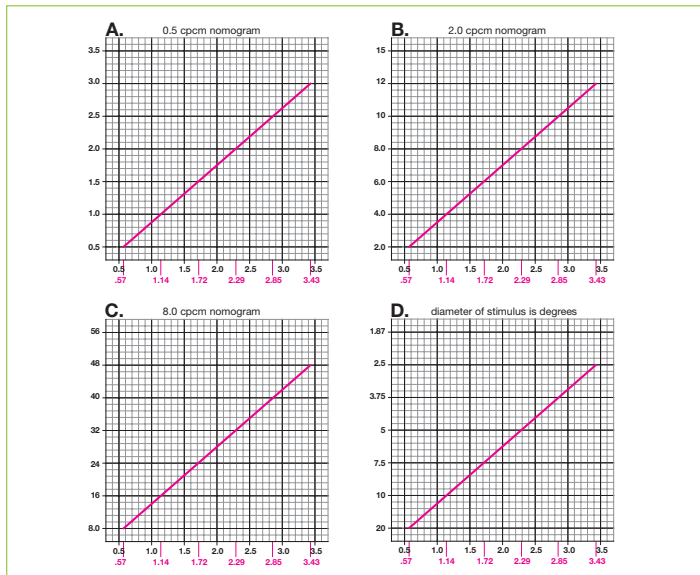 A.
0.5 cpcm nomogram
3.5
3.0
2.5
2.0
1.5
1.0
0.5
0.5 1.0 1.5 2.0 2.5 3.0 3.5
.57 1.14 1.72 2.29 2.85 3.43
B.
2.0 cpcm nomogram
15
12
10
8.0
6.0
4.0
2.0
0.5 1.0 1.5 2.0 2.5 3.0 3.5
.57 1.14 1.72 2.29 2.85 3.43
C.
8.0 cpcm nomogram
56
48
40
32
24
16
8.0
0.5 1.0 1.5 2.0 2.5 3.0 3.5
.57 1.14 1.72 2.29 2.85 3.43
D.
diameter of stimulus is degrees
1.87
2.5
3.75
5
7.5
10
20
0.5 1.0 1.5 2.0 2.5 3.0 3.5
.57 1.14 1.72 2.29 2.85 3.43